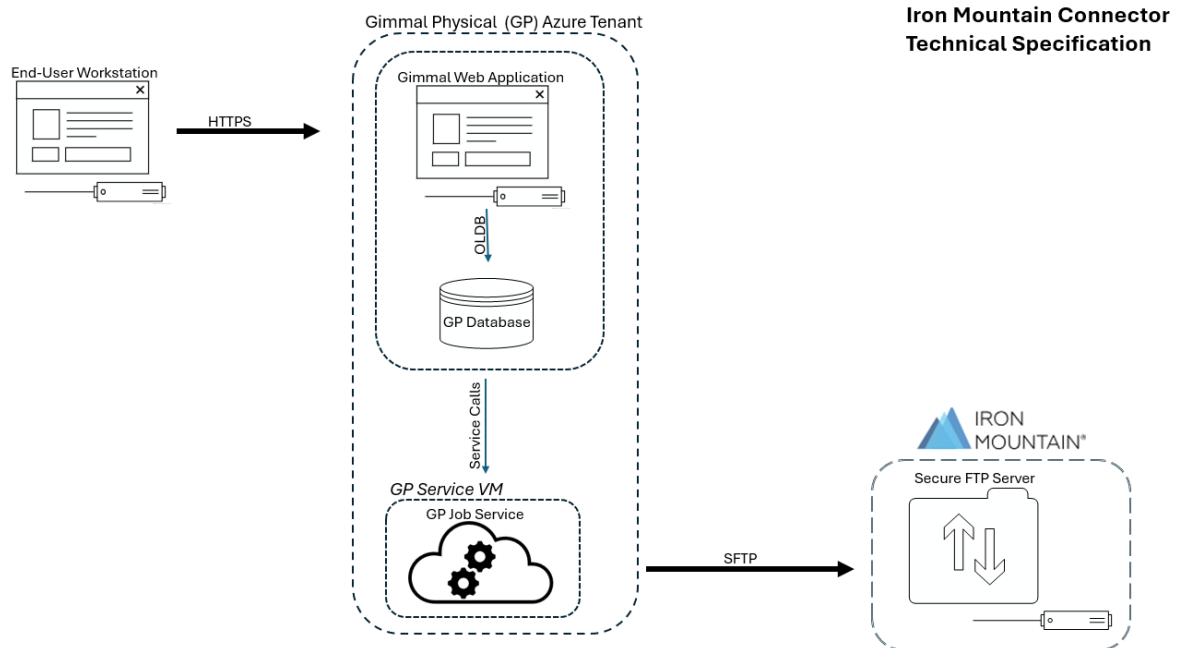 Iron Mountain Connector
Technical Specification
Gimmal Physical  (GP) Azure Tenant
End-User Workstation
Gimmal Web Application
HTTPS
OLDB
GP Database
Service Calls
GP Service VM
GP Job Service
SFTP
IRON
MOUNTAIN®
Secure FTP Server